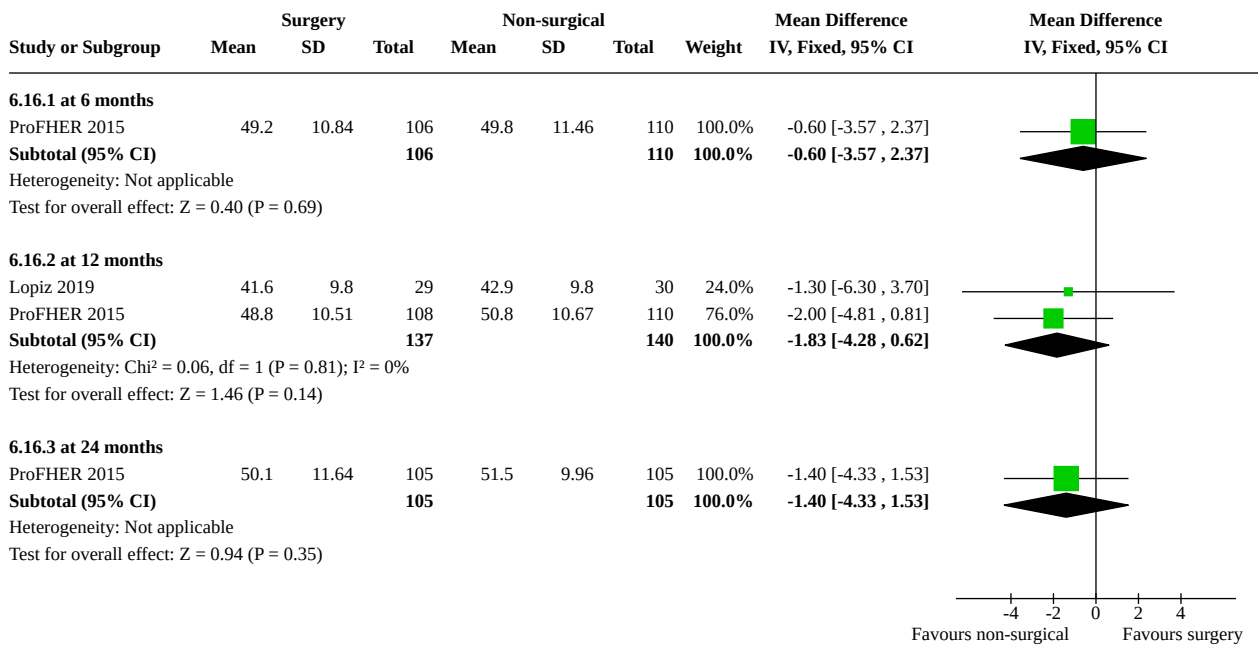 Surgery Non-surgical Mean Difference Mean Difference
Study or Subgroup Mean SD Total Mean SD Total Weight IV, Fixed, 95% CI IV, Fixed, 95% CI
6.16.1 at 6 months
ProFHER 2015 49.2 10.84 106 49.8 11.46 110 100.0% -0.60 [-3.57 , 2.37]
Subtotal (95% CI) 106 110 100.0% -0.60 [-3.57 , 2.37]
Heterogeneity: Not applicable
Test for overall effect: Z = 0.40 (P = 0.69)
6.16.2 at 12 months
Lopiz 2019 41.6 9.8 29 42.9 9.8 30 24.0% -1.30 [-6.30 , 3.70]
ProFHER 2015 48.8 10.51 108 50.8 10.67 110 76.0% -2.00 [-4.81 , 0.81]
Subtotal (95% CI) 137 140 100.0% -1.83 [-4.28 , 0.62]
Heterogeneity: Chi² = 0.06, df = 1 (P = 0.81); I² = 0%
Test for overall effect: Z = 1.46 (P = 0.14)
6.16.3 at 24 months
ProFHER 2015 50.1 11.64 105 51.5 9.96 105 100.0% -1.40 [-4.33 , 1.53]
Subtotal (95% CI) 105 105 100.0% -1.40 [-4.33 , 1.53]
Heterogeneity: Not applicable
Test for overall effect: Z = 0.94 (P = 0.35)
-4 -2 0 2 4
Favours non-surgical Favours surgery